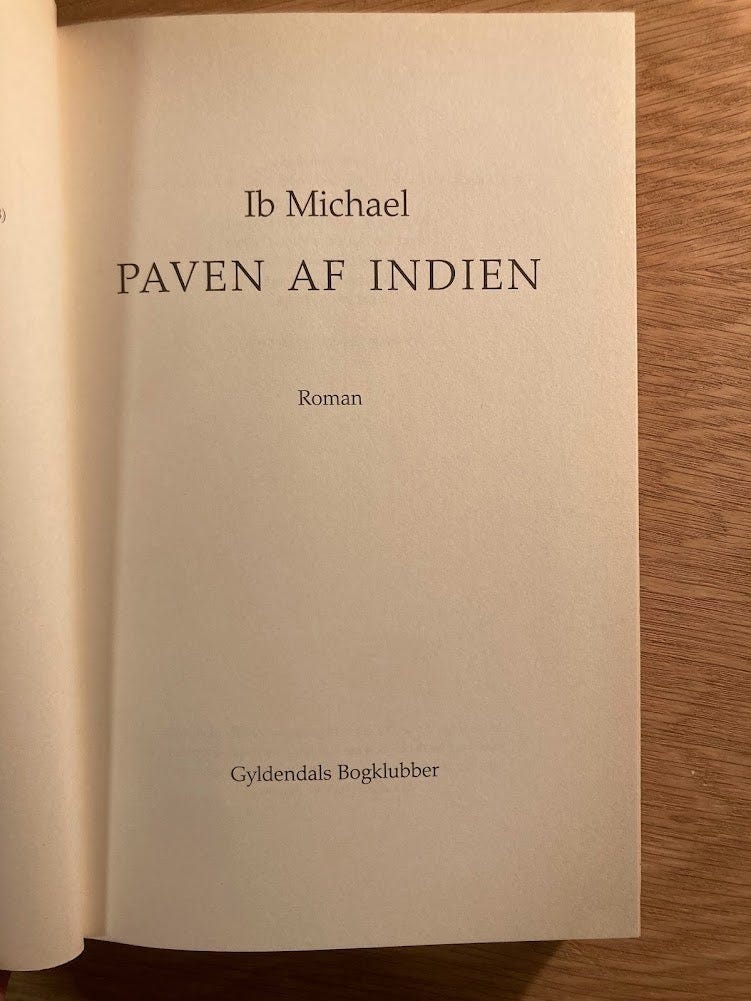 Ib Michael
PAVEN AF INDIEN
Roman
Gyldendals Bogklubber